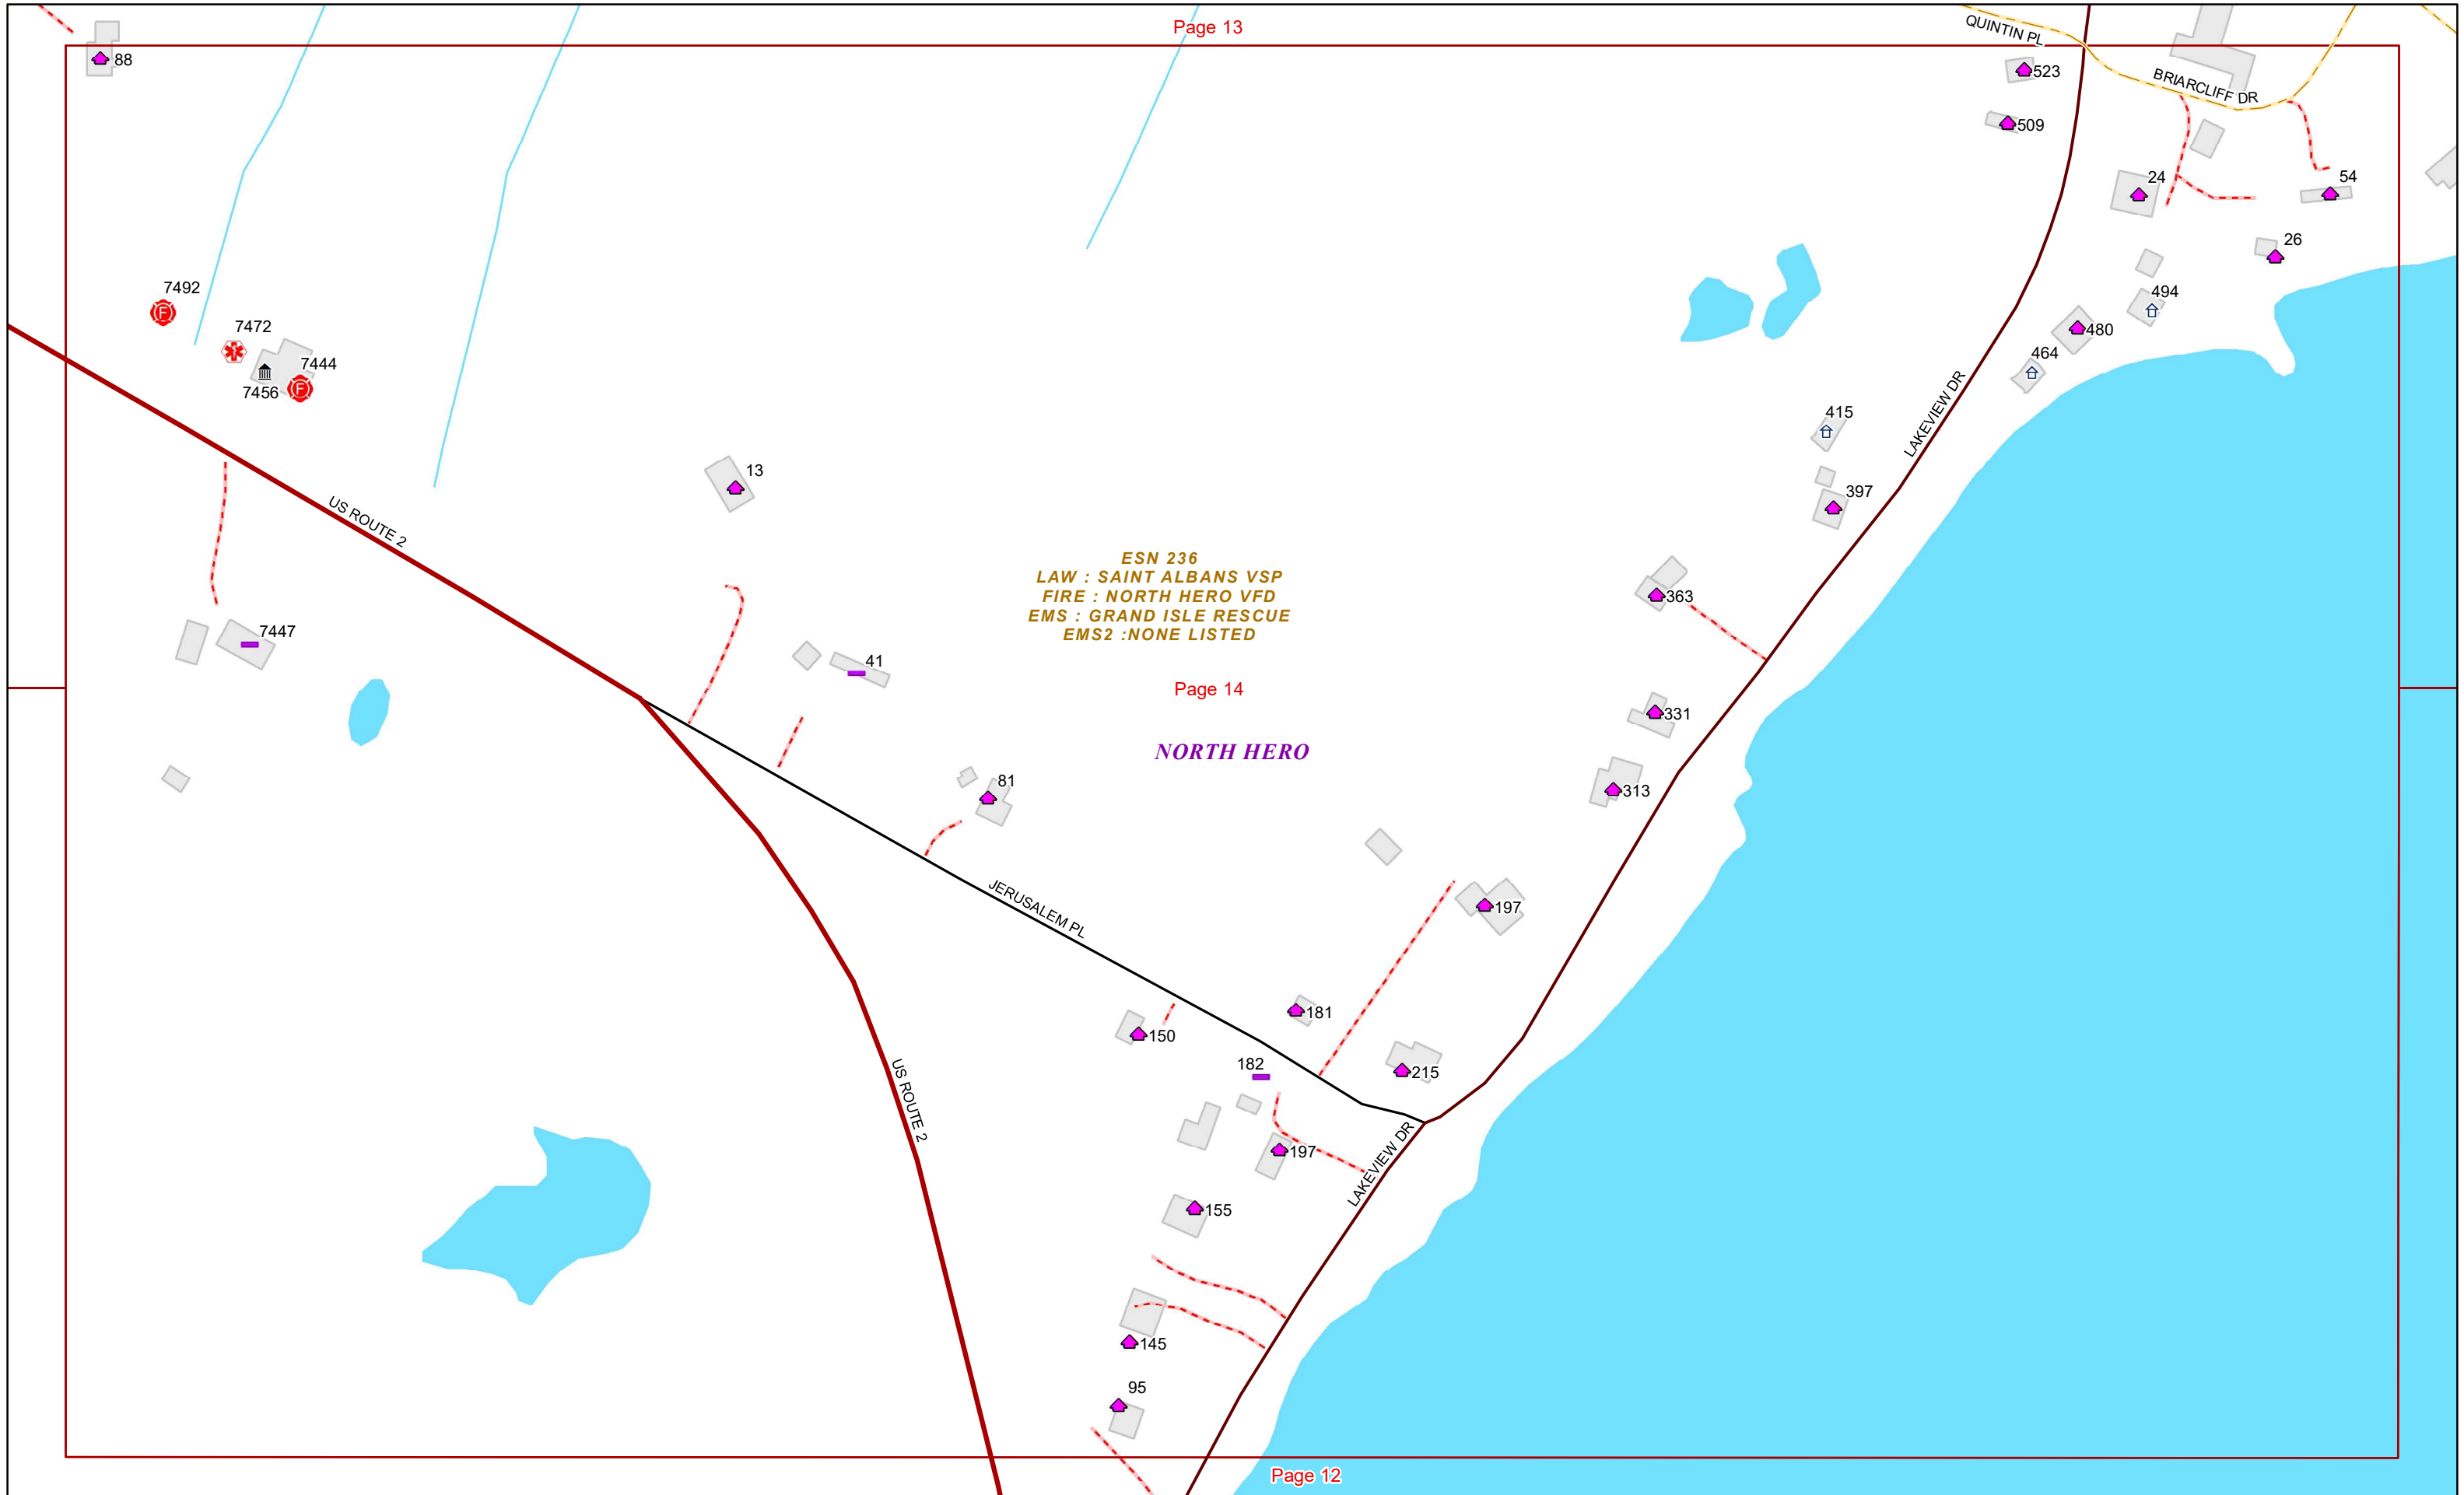 Page 13
QUINTIN PL
88
523
BRIARCLIFF DR
509
24
54
26
7492
494
7472
480
464
7444
7456
LAKEVIEW DR
415
13
397
US ROUTE 2
ESN 236
LAW : SAINT ALBANS VSP
FIRE : NORTH HERO VFD
EMS : GRAND ISLE RESCUE
EMS2 :NONE LISTED
363
7447
41
Page 14
331
NORTH HERO
81
313
JERUSALEM PL
197
181
150
182
215
US ROUTE 2
LAKEVIEW DR
197
155
145
95
Page 12
F
F